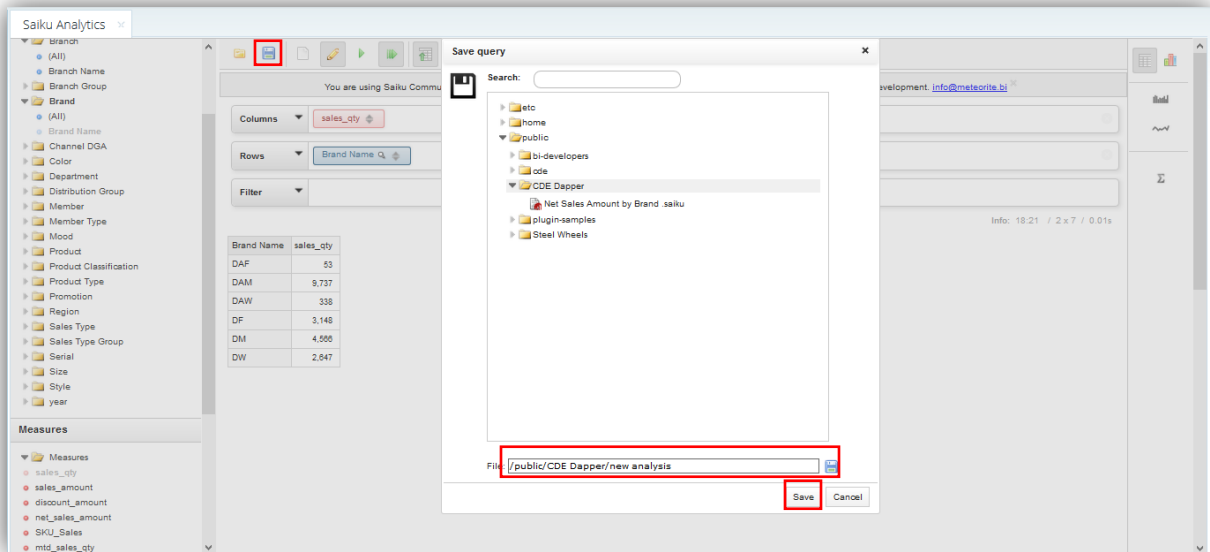 Saiku Analytics ×
Branch
(All)
Branch Name
Branch Group
Brand
(All)
Brand Name
Channel DGA
Color
Department
Distribution Group
Member
Member Type
Mood
Product
Product Classification
Product Type
Promotion
Region
Sales Type
Sales Type Group
Serial
Size
Style
year
Measures
Measures
sales_qty
sales_amount
discount_amount
net_sales_amount
SKU_Sales
mtd_sales_qty
You are using Saiku Commu
evelopment. info@meteorite.bi ×
Columns sales_qty
Rows Brand Name
Filter
Info: 18:21 / 2 x 7 / 0.01s
Brand Name sales_qty
DAF 53
DAM 9,737
DAW 338
DF 3,148
DM 4,566
DW 2,647
Save query ×
Search:
etc
home
public
bi-developers
cde
CDE Dapper
Net Sales Amount by Brand .saiku
plugin-samples
Steel Wheels
File: /public/CDE Dapper/new analysis
Save Cancel
Σ